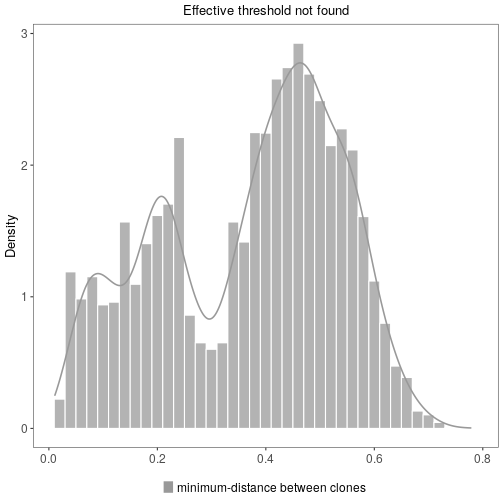 Effective threshold not found
3
2
1
0
Density
0.0 0.2 0.4 0.6 0.8
minimum-distance between clones